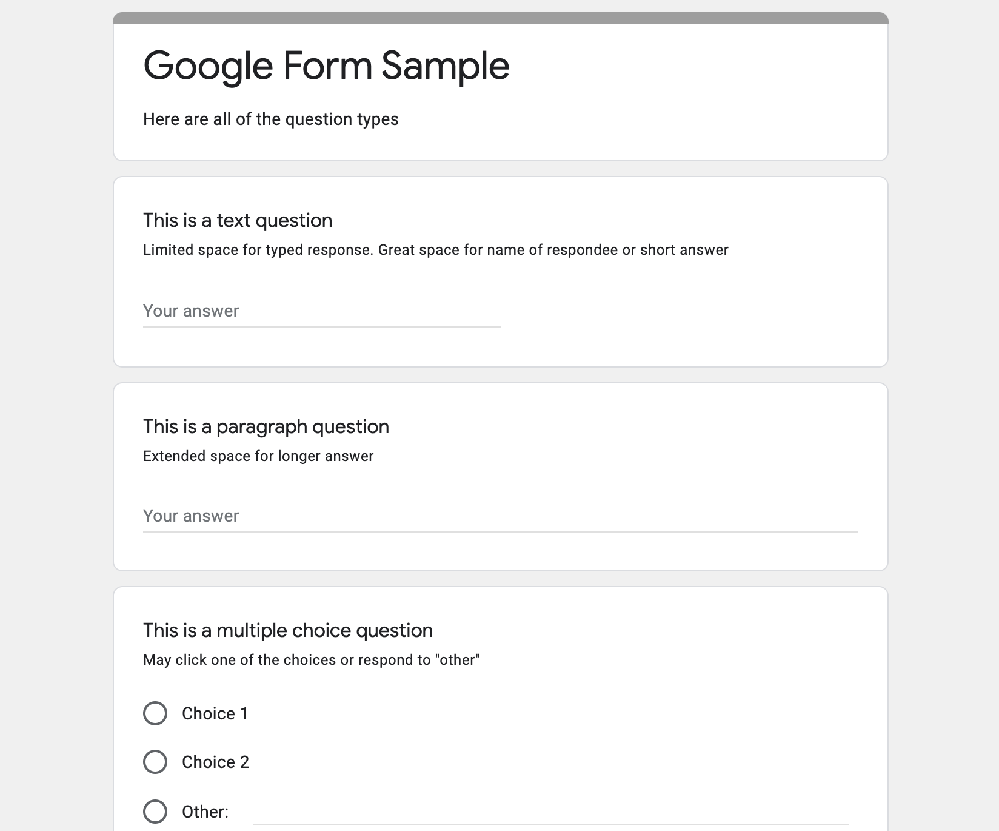 Google Form Sample
Here are all of the question types
This is a text question
Limited space for typed response. Great space for name of respondee or short answer
Your answer
This is a paragraph question
Extended space for longer answer
Your answer
This is a multiple choice question
May click one of the choices or respond to "other"
Choice 1
Choice 2
Other: